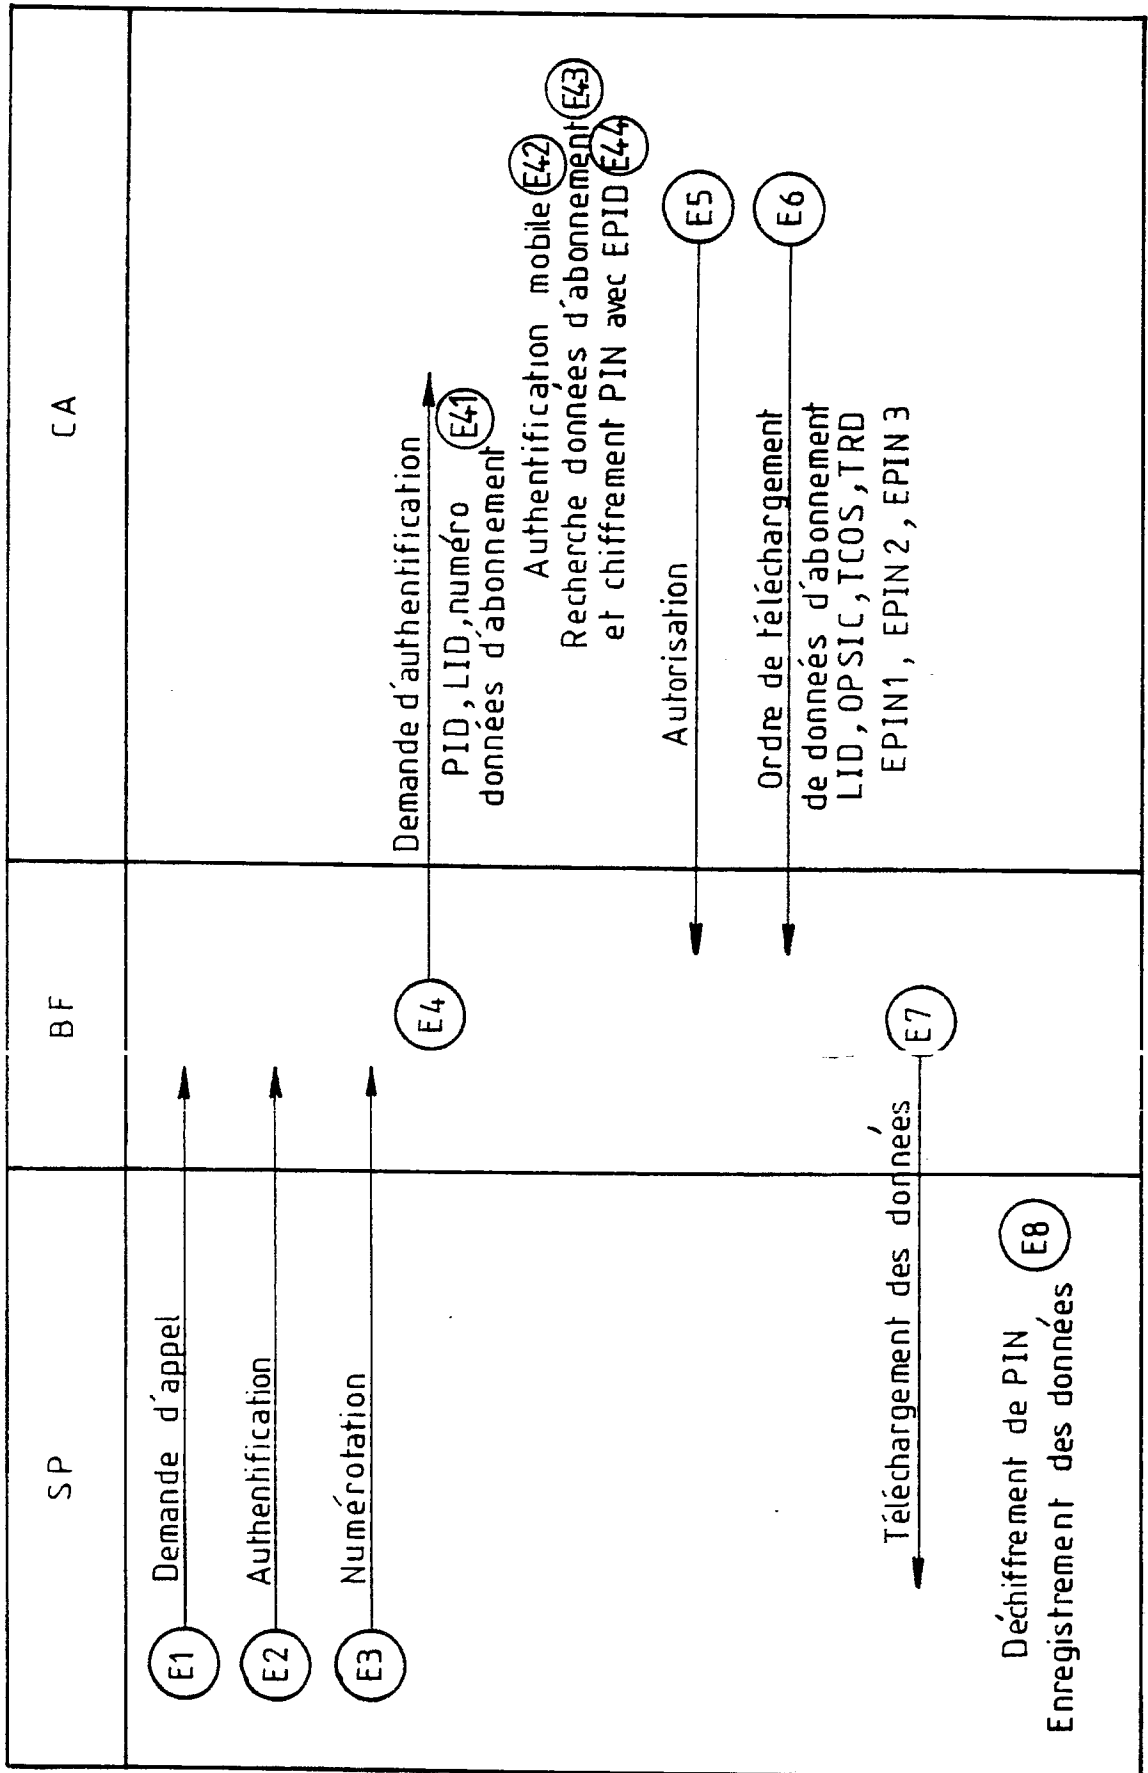 SP
BF
CA
E1
Demande d'appel
E2
Authentification
E3
Numérotation
E4
Demande d'authentification
PID, LID, numéro
E41
données d'abonnement
Authentification mobile E42
Recherche données d'abonnement E43
et chiffrement PIN avec EPID E44
Autorisation
E5
Ordre de téléchargement
E6
de données d'abonnement
LID, OPSIC, TCOS, TRD
EPIN1, EPIN2, EPIN3
Téléchargement des données
E7
Déchiffrement de PIN
E8
Enregistrement des données